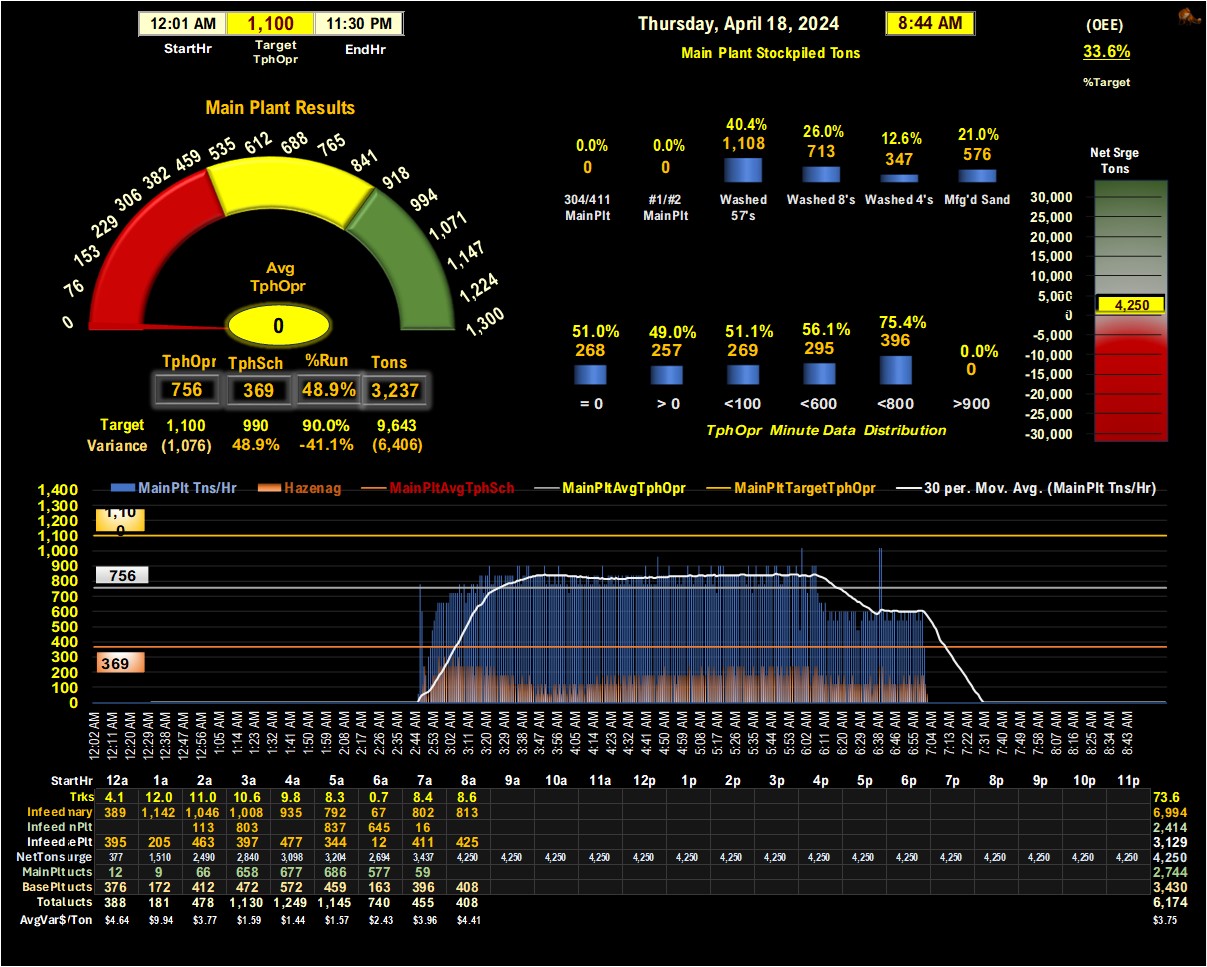 12:01 AM 1,100 11:30 PM
StartHr Target TphOpr EndHr
Thursday, April 18, 2024 8:44 AM
Main Plant Stockpiled Tons
(OEE)
33.6%
%Target
Main Plant Results
0 76 153 229 306 382 459 535 612 688 765 841 918 994 1,071 1,147 1,224 1,300
Avg
TphOpr
0
TphOpr TphSch %Run Tons
756 369 48.9% 3,237
Target 1,100 990 90.0% 9,643
Variance (1,076) 48.9% -41.1% (6,406)
0.0% 0.0% 40.4% 26.0% 12.6% 21.0%
0 0 1,108 713 347 576
304/411 MainPlt #1/#2 MainPlt Washed 57's Washed 8's Washed 4's Mfg'd Sand
51.0% 49.0% 51.1% 56.1% 75.4% 0.0%
268 257 269 295 396 0
= 0 > 0 <100 <600 <800 >900
TphOpr Minute Data Distribution
Net Srge
Tons
30,000
25,000
20,000
15,000
10,000
5,000
4,250
0
-5,000
-10,000
-15,000
-20,000
-25,000
-30,000
MainPlt Tns/Hr Hazenag MainPltAvgTphSch MainPltAvgTphOpr MainPltTargetTphOpr 30 per. Mov. Avg. (MainPlt Tns/Hr)
1,400
1,300
1,100
1,000
900
800
700
600
500
400
300
200
100
0
1,100
756
369
12:02 AM 12:11 AM 12:20 AM 12:29 AM 12:38 AM 12:47 AM 12:56 AM 1:05 AM 1:14 AM 1:23 AM 1:32 AM 1:41 AM 1:50 AM 1:59 AM 2:08 AM 2:17 AM 2:26 AM 2:35 AM 2:44 AM 2:53 AM 3:02 AM 3:11 AM 3:20 AM 3:29 AM 3:38 AM 3:47 AM 3:56 AM 4:05 AM 4:14 AM 4:23 AM 4:32 AM 4:41 AM 4:50 AM 4:59 AM 5:08 AM 5:17 AM 5:26 AM 5:35 AM 5:44 AM 5:53 AM 6:02 AM 6:11 AM 6:20 AM 6:29 AM 6:38 AM 6:46 AM 6:55 AM 7:04 AM 7:13 AM 7:22 AM 7:31 AM 7:40 AM 7:49 AM 7:58 AM 8:07 AM 8:16 AM 8:25 AM 8:34 AM 8:43 AM
StartHr 12a 1a 2a 3a 4a 5a 6a 7a 8a 9a 10a 11a 12p 1p 2p 3p 4p 5p 6p 7p 8p 9p 10p 11p
Trks 4.1 12.0 11.0 10.6 9.8 8.3 0.7 8.4 8.6 73.6
Infeed mary 389 1,142 1,046 1,008 935 792 67 802 813 6,994
Infeed nPlt 113 803 837 645 16 2,414
Infeed ePlt 395 205 463 397 477 344 12 411 425 3,129
NetTons urge 377 1,510 2,490 2,840 3,098 3,204 2,694 3,437 4,250 4,250 4,250 4,250 4,250 4,250 4,250 4,250 4,250 4,250 4,250 4,250 4,250 4,250 4,250 4,250 4,250
MainPlt ucts 12 9 66 658 677 686 577 59 2,744
BasePlt ucts 376 172 412 472 572 459 163 396 408 3,430
Total ucts 388 181 478 1,130 1,249 1,145 740 455 408 6,174
AvgVar$/Ton $4.64 $9.94 $3.77 $1.59 $1.44 $1.57 $2.43 $3.96 $4.41 $3.75